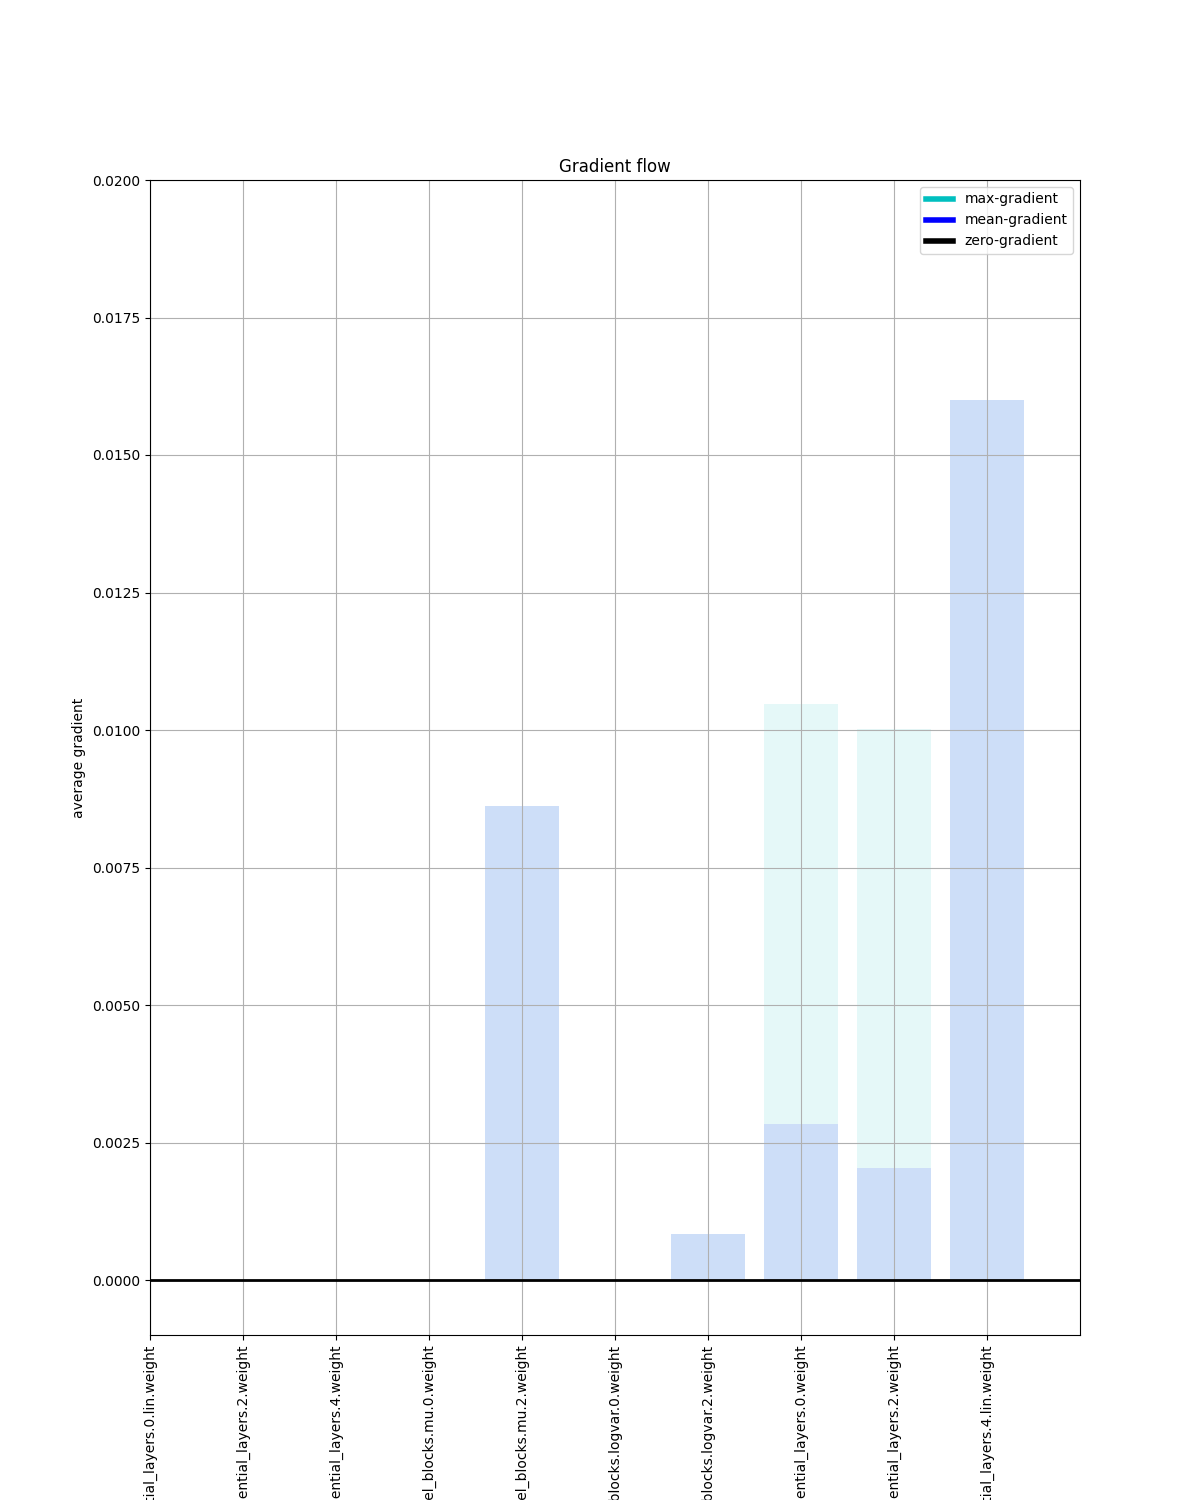 Gradient flow
max-gradient
mean-gradient
zero-gradient
0.0200
0.0175
0.0150
0.0125
0.0100
0.0075
0.0050
0.0025
0.0000
average gradient
tial_layers.0.lin.weight
ential_layers.2.weight
ential_layers.4.weight
el_blocks.mu.0.weight
el_blocks.mu.2.weight
blocks.logvar.0.weight
blocks.logvar.2.weight
ential_layers.0.weight
ential_layers.2.weight
tial_layers.4.lin.weight